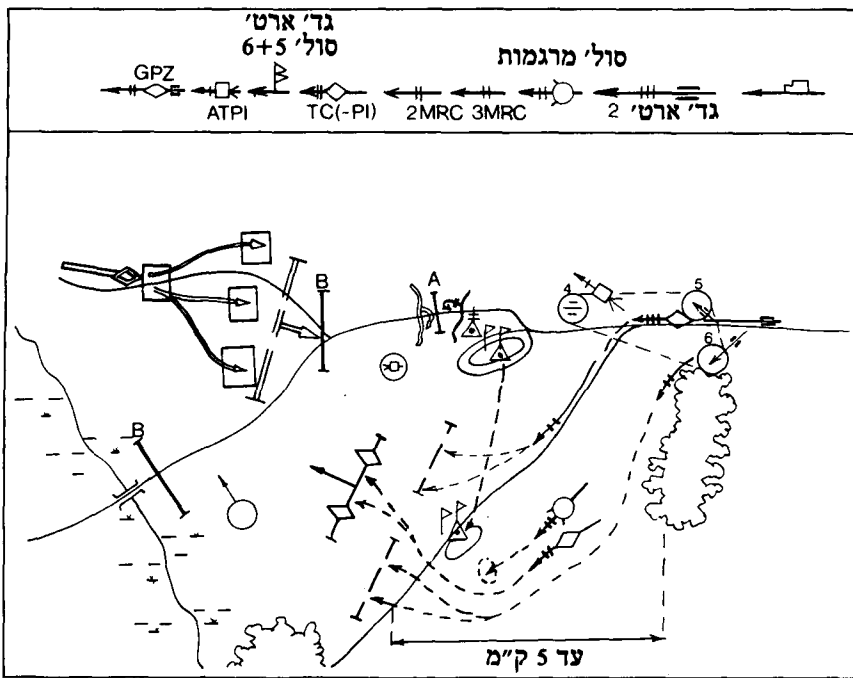 גד' ארט'
סול' 6+5
סול' מרגמות
GPZ
ATPI
TC(-PI)
2MRC
3MRC
2 גד' ארט'
B
A
4
5
6
B
עד 5 ק"מ